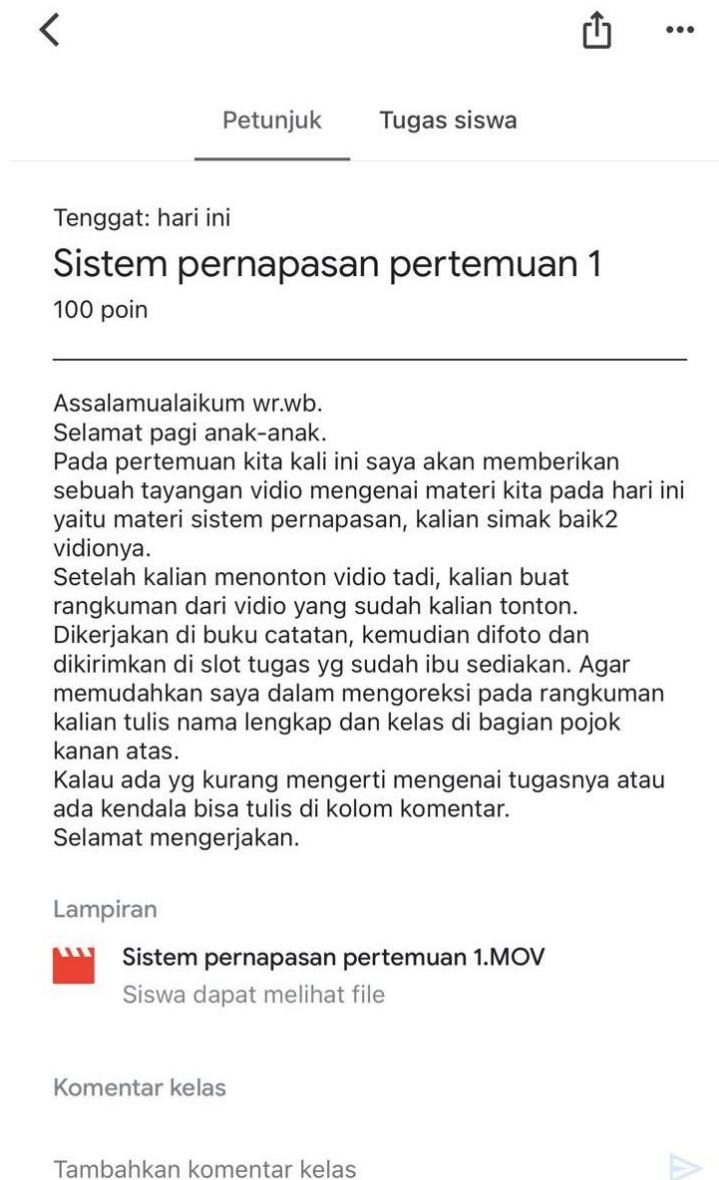 Petunjuk
Tugas siswa
Tenggat: hari ini
Sistem pernapasan pertemuan 1
100 poin
Assalamualaikum wr.wb.
Selamat pagi anak-anak.
Pada pertemuan kita kali ini saya akan memberikan
sebuah tayangan vidio mengenai materi kita pada hari ini
yaitu materi sistem pernapasan, kalian simak baik2
vidionya.
Setelah kalian menonton vidio tadi, kalian buat
rangkuman dari vidio yang sudah kalian tonton.
Dikerjakan di buku catatan, kemudian difoto dan
dikirimkan di slot tugas yg sudah ibu sediakan. Agar
memudahkan saya dalam mengoreksi pada rangkuman
kalian tulis nama lengkap dan kelas di bagian pojok
kanan atas.
Kalau ada yg kurang mengerti mengenai tugasnya atau
ada kendala bisa tulis di kolom komentar.
Selamat mengerjakan.
Lampiran
Sistem pernapasan pertemuan 1.MOV
Siswa dapat melihat file
Komentar kelas
Tambahkan komentar kelas